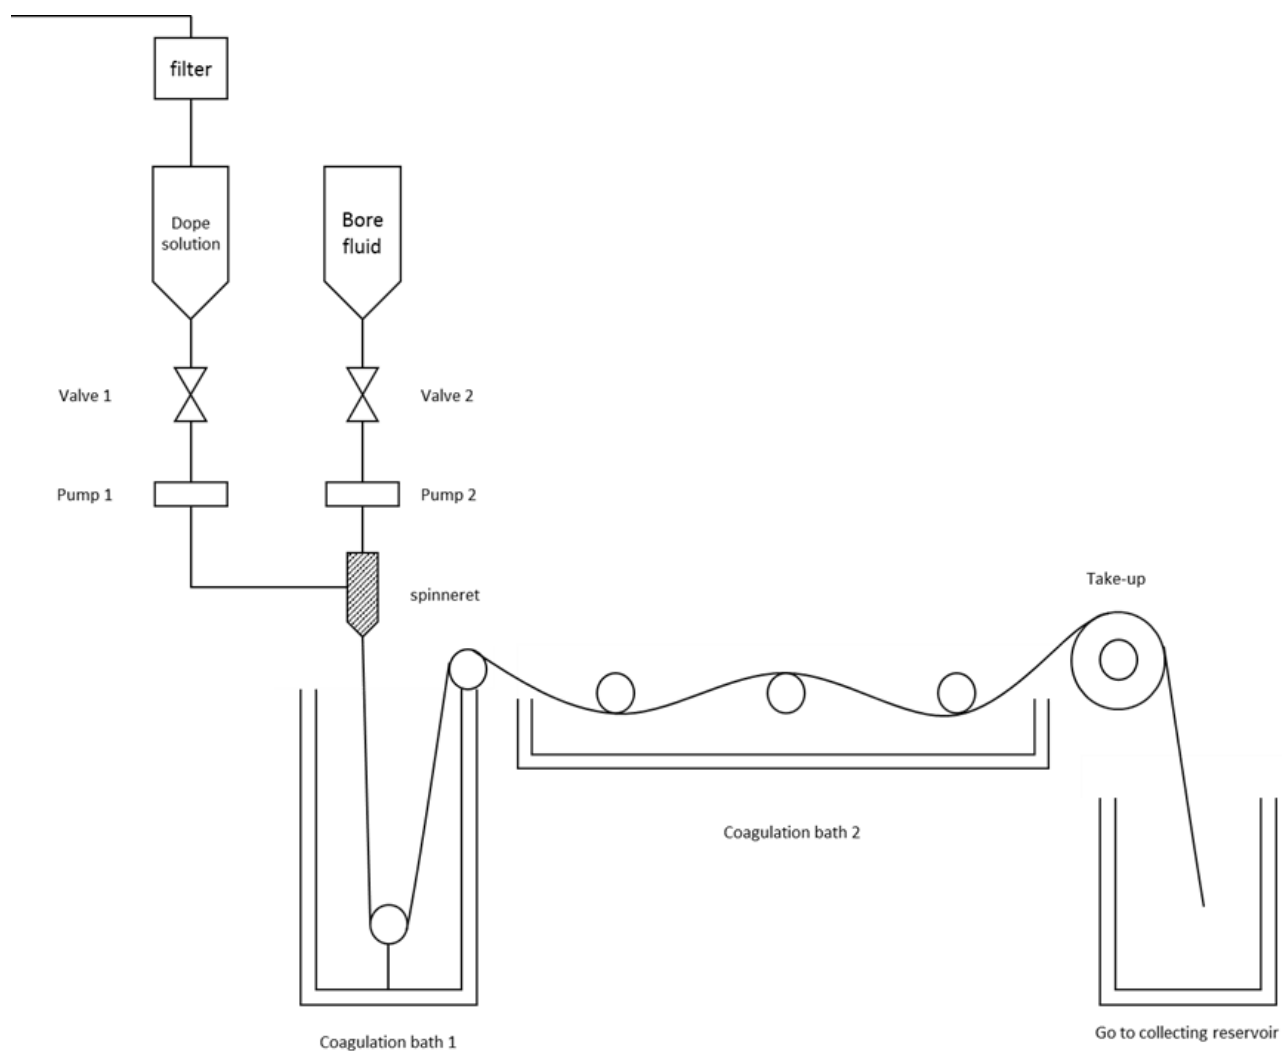 filter
Dope
solution
Bore
fluid
Valve 1
Valve 2
Pump 1
Pump 2
spinneret
Take-up
Coagulation bath 2
Coagulation bath 1
Go to collecting reservoir